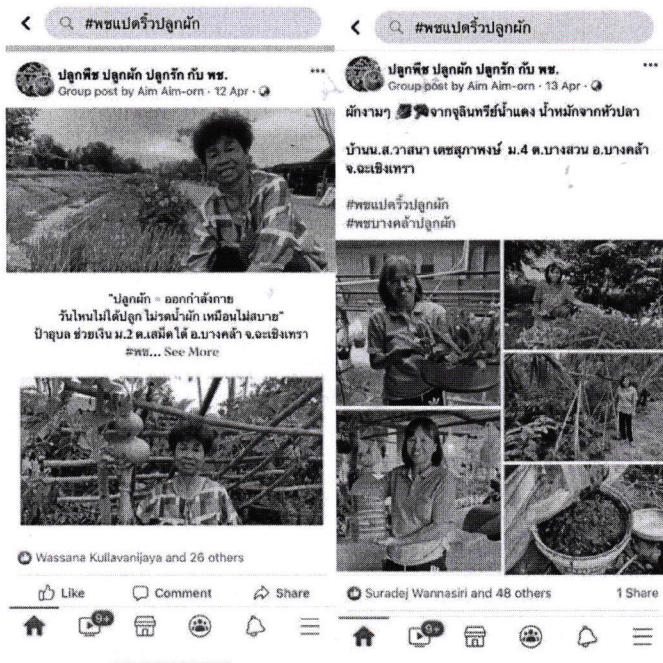 #พชแปดริ้วปลูกผัก
ปลูกพืช ปลูกผัก ปลูกรัก กับ พช.
Group post by Aim Aim-orn · 12 Apr ·
"ปลูกผัก = ออกกำลังกาย
วันไหนไม่ได้ปลูก ไม่รดน้ำผัก เหมือนไม่สบาย"
ป้าอุบล ช่วยเงิน ม.2 ต.เสม็ดใต้ อ.บางคล้า จ.ฉะเชิงเทรา
#พช... See More
Wassana Kullavanijaya and 26 others
Like Comment Share
9+
#พชแปดริ้วปลูกผัก
ปลูกพืช ปลูกผัก ปลูกรัก กับ พช.
Group post by Aim Aim-orn · 13 Apr ·
ผักงามๆ จากจุลินทรีย์น้ำแดง น้ำหมักจากหัวปลา
บ้านน.ส.วาสนา เตชสุภาพงษ์ ม.4 ต.บางสวน อ.บางคล้า
จ.ฉะเชิงเทรา
#พชแปดริ้วปลูกผัก
#พชบางคล้าปลูกผัก
Suradej Wannasiri and 48 others 1 Share
9+